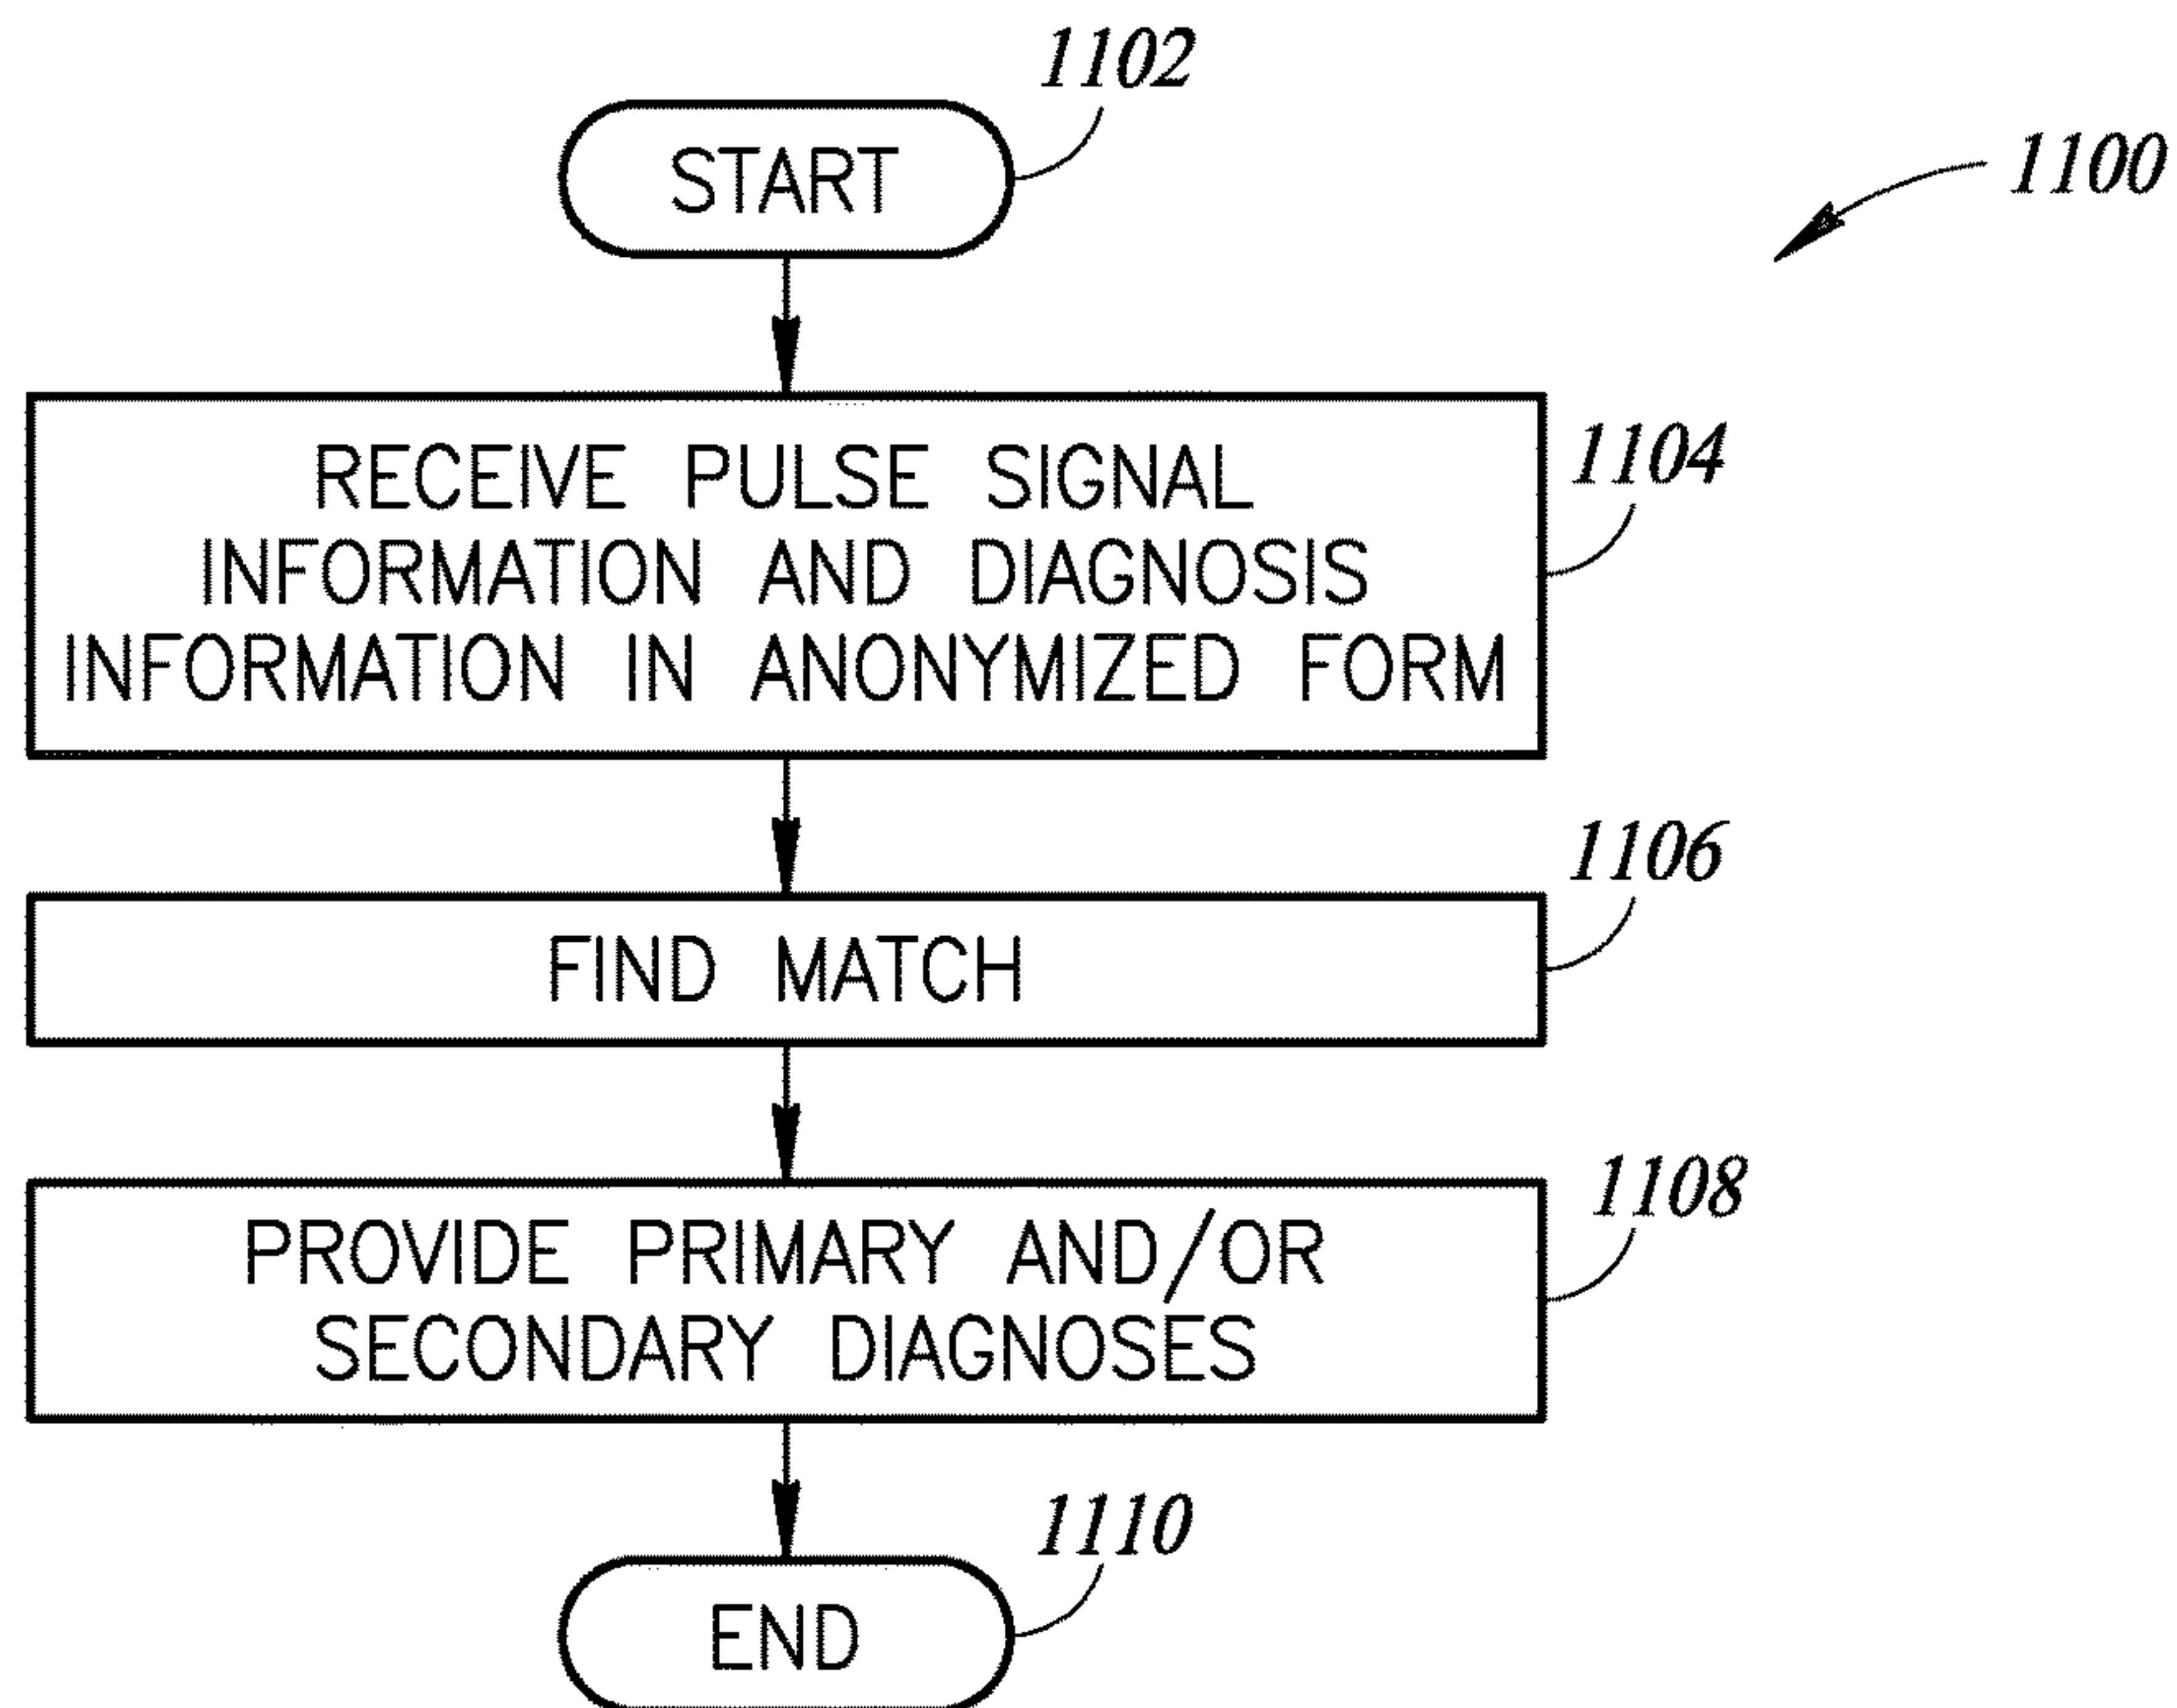 1102
START
1100
RECEIVE PULSE SIGNAL
1104
INFORMATION AND DIAGNOSIS
INFORMATION IN ANONYMIZED FORM
1106
FIND MATCH
1108
PROVIDE PRIMARY AND/OR
SECONDARY DIAGNOSES
1110
END